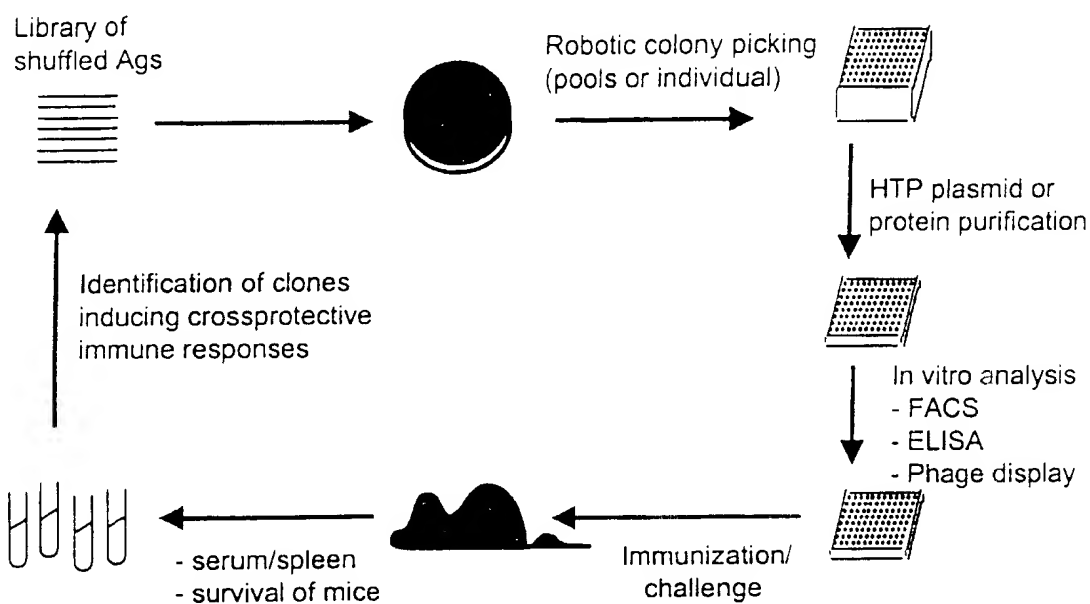 Library of
shuffled Ags
Robotic colony picking
(pools or individual)
HTP plasmid or
protein purification
In vitro analysis
- FACS
- ELISA
- Phage display
Immunization/
challenge
- serum/spleen
- survival of mice
Identification of clones
inducing crossprotective
immune responses